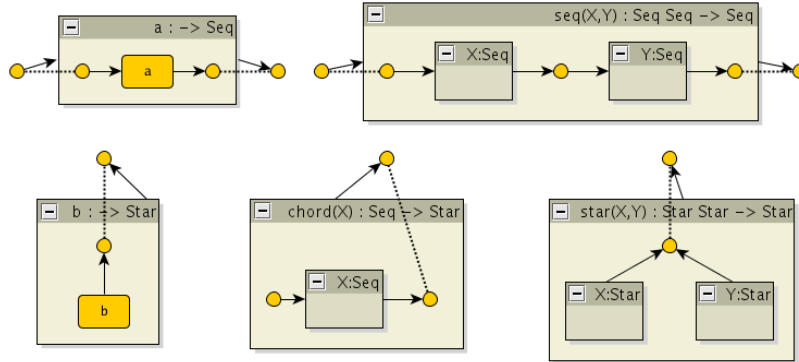 a : -> Seq
a
seq(X,Y) : Seq Seq -> Seq
X:Seq
Y:Seq
b : -> Star
b
chord(X) : Seq -> Star
X:Seq
star(X,Y) : Star Star -> Star
X:Star
Y:Star